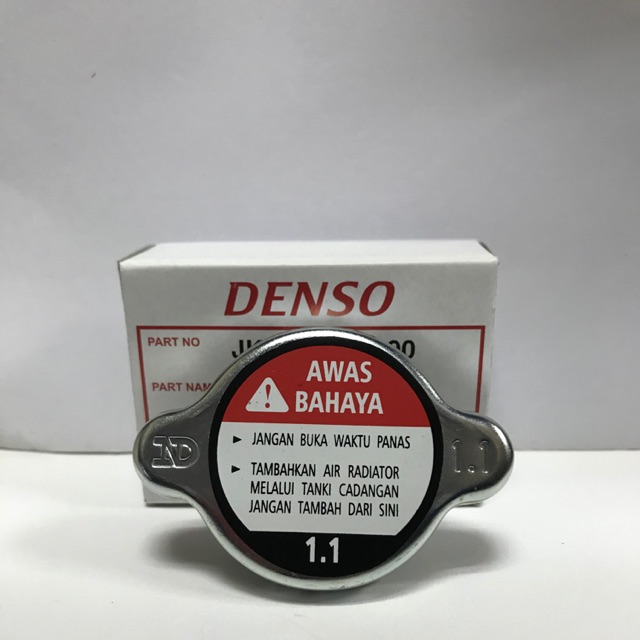 DENSO
PART NO
PART NAM
AWAS
BAHAYA
► JANGAN BUKA WAKTU PANAS
► TAMBAHKAN AIR RADIATOR
MELALUI TANKI CADANGAN
JANGAN TAMBAH DARI SINI
1.1
ND
1.1